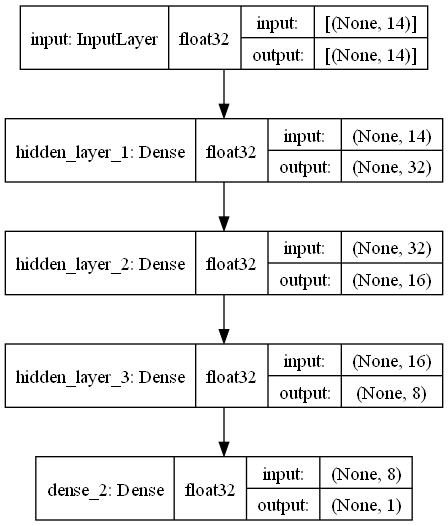 input: InputLayer float32 input: [(None, 14)]
output: [(None, 14)]
hidden_layer_1: Dense float32 input: (None, 14)
output: (None, 32)
hidden_layer_2: Dense float32 input: (None, 32)
output: (None, 16)
hidden_layer_3: Dense float32 input: (None, 16)
output: (None, 8)
dense_2: Dense float32 input: (None, 8)
output: (None, 1)